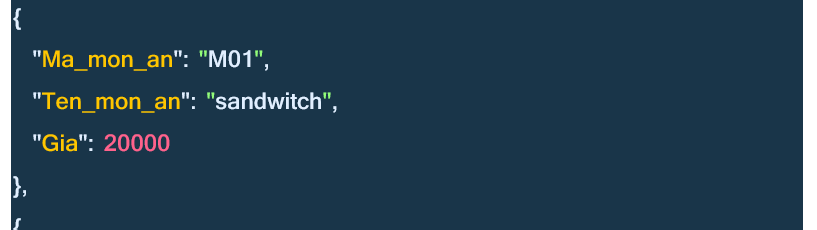 {
"Ma_mon_an": "M01",
"Ten_mon_an": "sandwitch",
"Gia": 20000
},
{